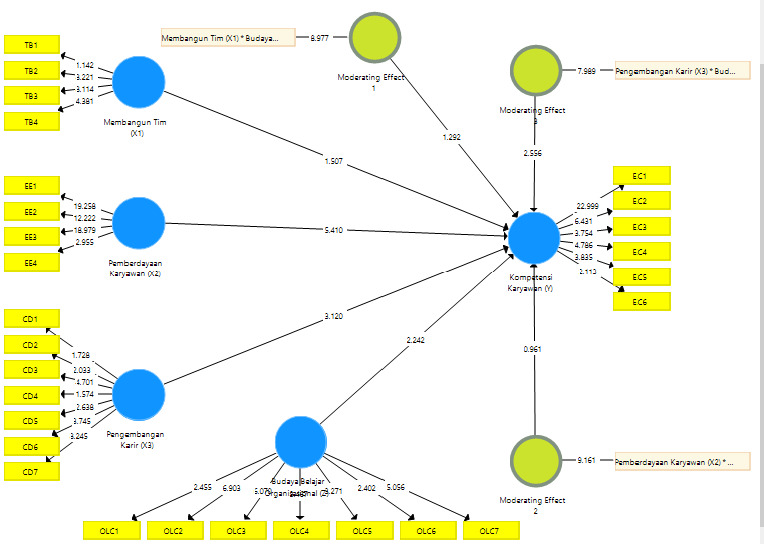 Membangun Tim (X1) * Budaya...
8.977
Moderating Effect
1
7.989
Pengembangan Karir (X3) * Bud...
Moderating Effect
3
TB1
TB2
TB3
TB4
1.142
3.221
3.114
4.381
Membangun Tim
(X1)
1.507
1.292
2.556
EE1
EE2
EE3
EE4
19.258
12.222
18.979
2.955
Pemberdayaan
Karyawan (X2)
5.410
EC1
EC2
EC3
EC4
EC5
EC6
22.999
6.431
3.754
4.786
3.835
2.113
Kompetensi
Karyawan (Y)
CD1
CD2
CD3
CD4
CD5
CD6
CD7
1.728
2.033
4.701
1.574
2.638
3.745
3.245
Pengembangan
Karir (X3)
3.120
2.242
0.961
Budaya Belajar
Organisasional (Z)
2.455
6.903
3.271
2.402
5.056
OLC1
OLC2
OLC3
OLC4
OLC5
OLC6
OLC7
9.161
Pemberdayaan Karyawan (X2) * ...
Moderating Effect
2